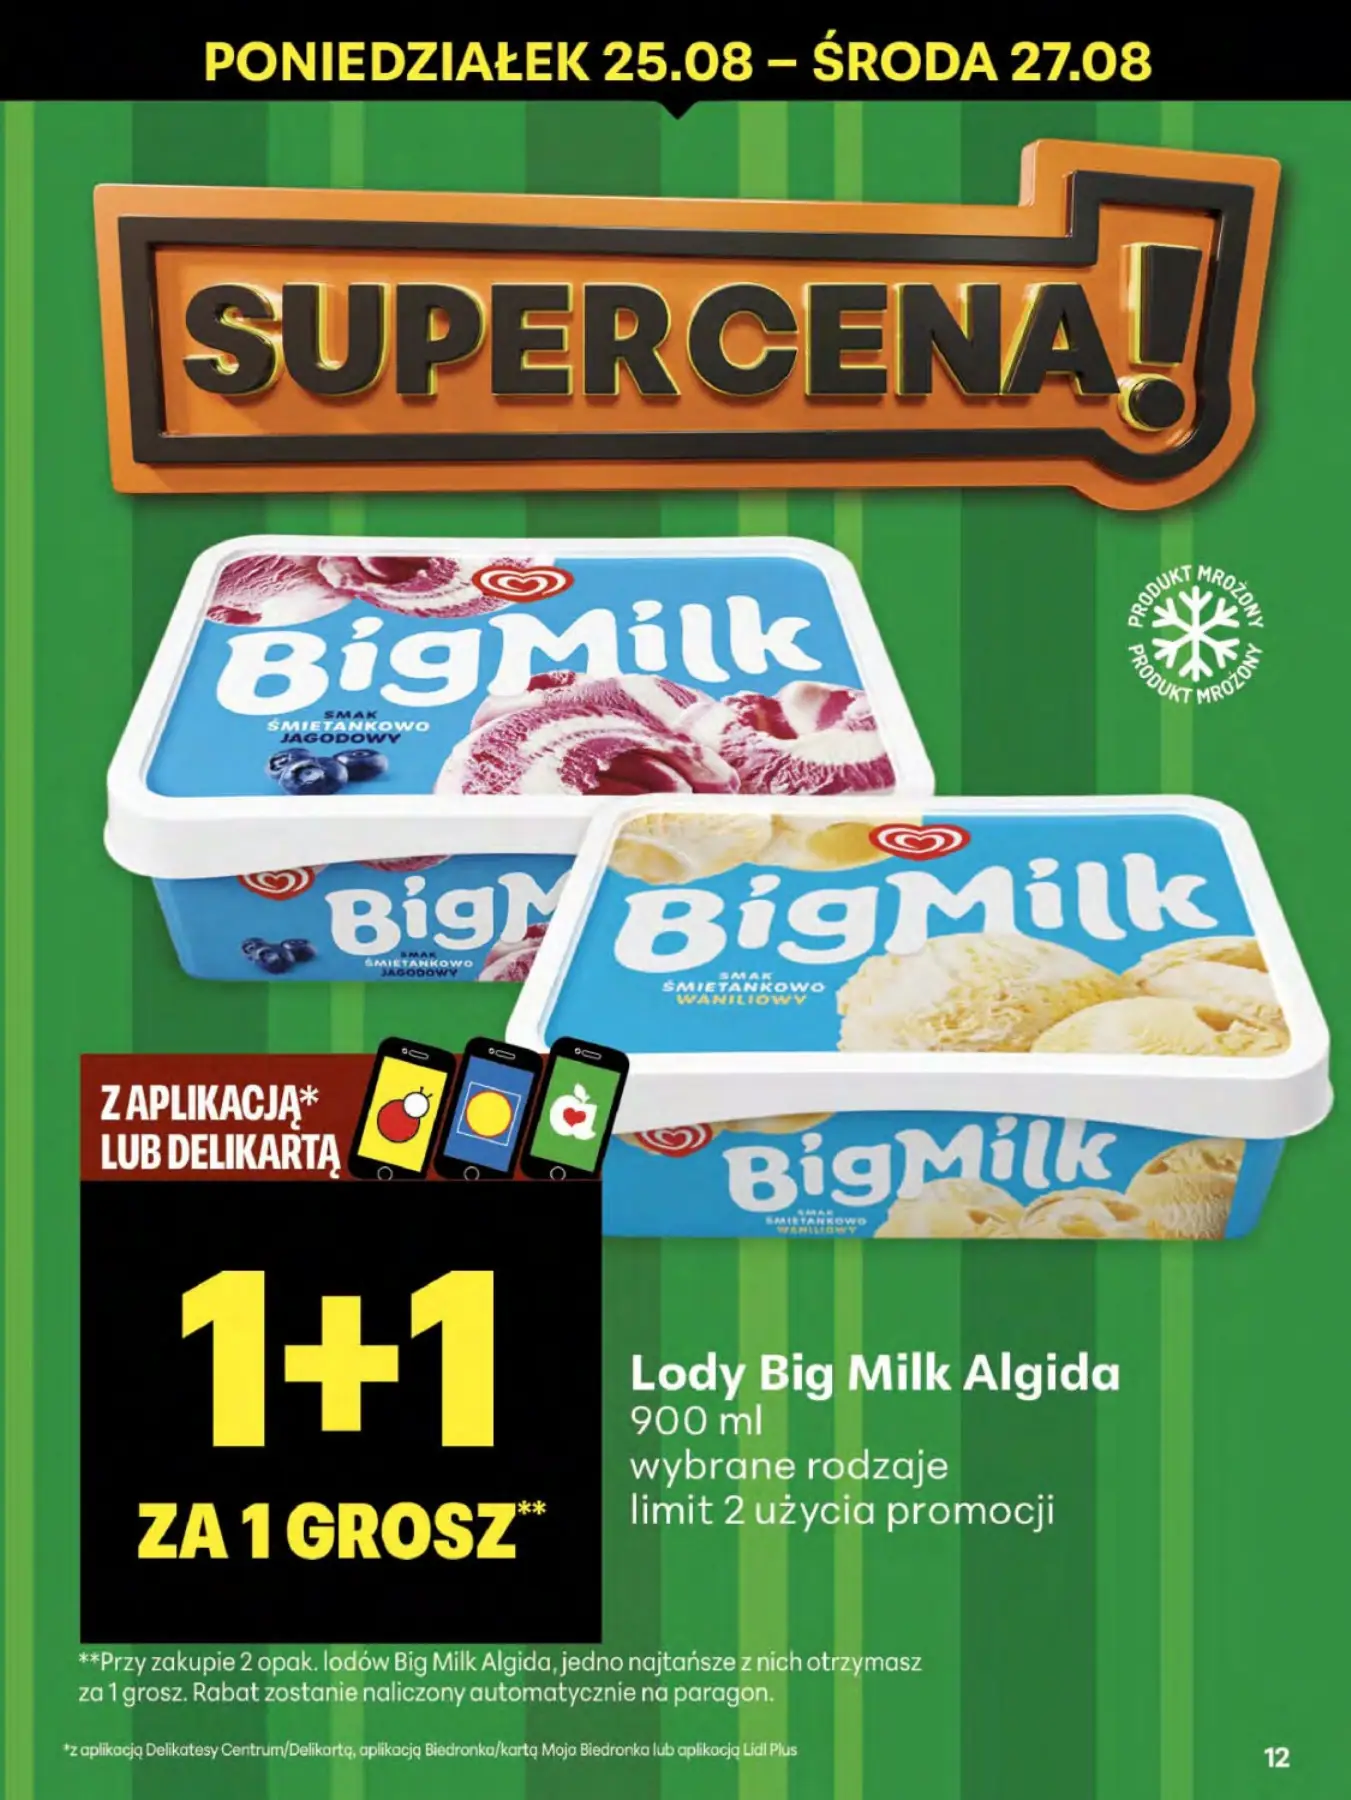 PONIEDZIAŁEK 25.08 – ŚRODA 27.08
SUPERCENA!
PRODUKT MROŻONY
PRODUKT MROŻONY
BigMilk
SMAK
ŚMIETANKOWO
JAGODOWY
BigM
SMAK
ŚMIETANKOWO
JAGODOWY
BigMilk
SMAK
ŚMIETANKOWO
WANILIOWY
BigMilk
SMAK
ŚMIETANKOWO
WANILIOWY
Z APLIKACJĄ*
LUB DELIKARTĄ
1+1
ZA 1 GROSZ**
Lody Big Milk Algida
900 ml
wybrane rodzaje
limit 2 użycia promocji
**Przy zakupie 2 opak. lodów Big Milk Algida, jedno najtańsze z nich otrzymasz
za 1 grosz. Rabat zostanie naliczony automatycznie na paragon.
*z aplikacją Delikatesy Centrum/Delikartą, aplikacją Biedronka/kartą Moja Biedronka lub aplikacją Lidl Plus
12